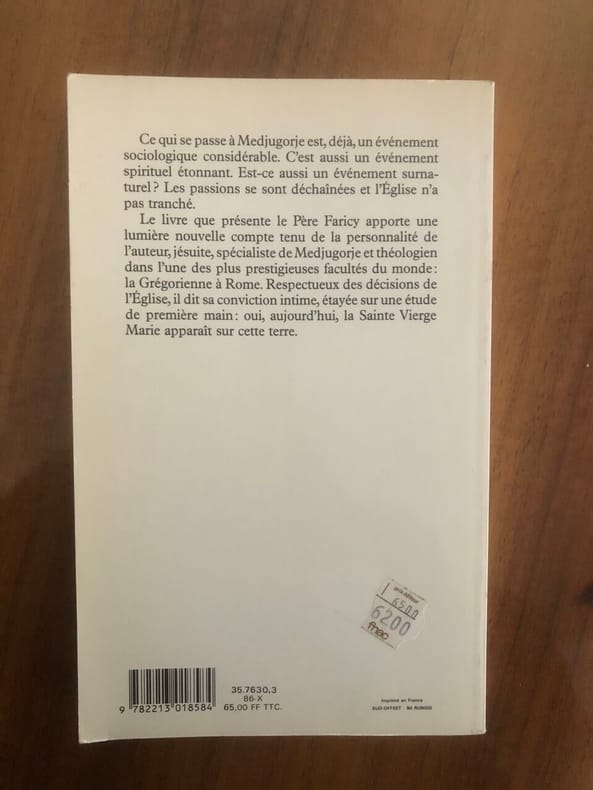 Ce qui se passe à Medjugorje est, déjà, un événement
sociologique considérable. C'est aussi un événement
spirituel étonnant. Est-ce aussi un événement surna-
turel ? Les passions se sont déchaînées et l'Église n'a
pas tranché.
Le livre que présente le Père Faricy apporte une
lumière nouvelle compte tenu de la personnalité de
l'auteur, jésuite, spécialiste de Medjugorje et théologien
dans l'une des plus prestigieuses facultés du monde :
la Grégorienne à Rome. Respectueux des décisions de
l'Église, il dit sa conviction intime, étayée sur une étude
de première main : oui, aujourd'hui, la Sainte Vierge
Marie apparaît sur cette terre.
6500
6200
fnac
35.7630.3
86-X
9 782213 018584
65,00 FF TTC.
Imprimé en France
SUD-OFFSET - 94 RUNGIS